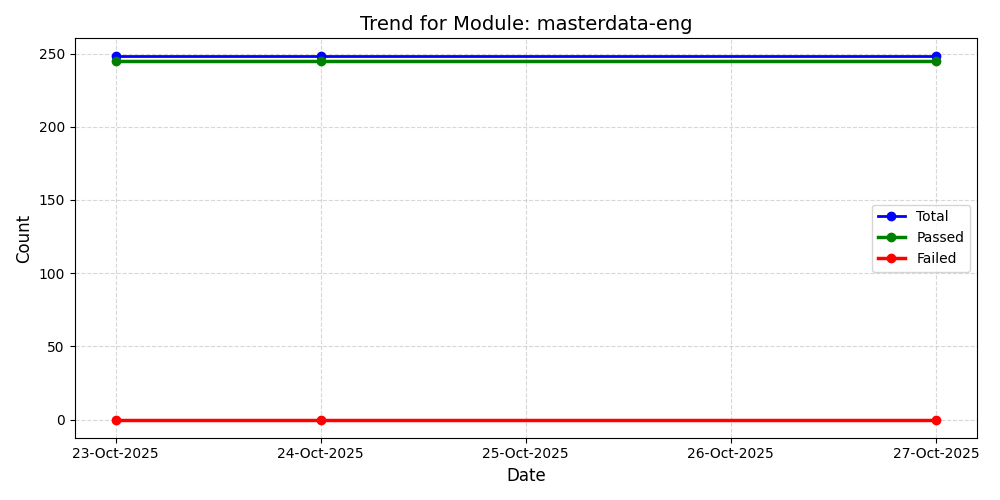 Trend for Module: masterdata-eng
Count
250
200
150
100
50
0
Total
Passed
Failed
23-Oct-2025
24-Oct-2025
25-Oct-2025
26-Oct-2025
27-Oct-2025
Date